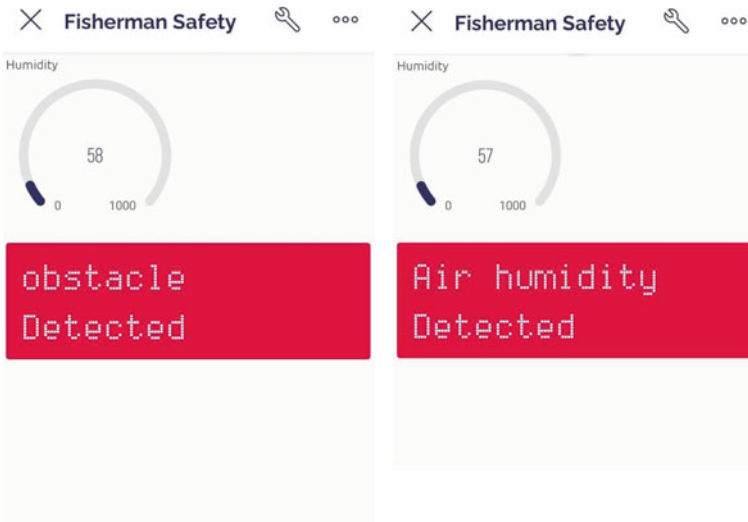 Fisherman Safety
Humidity
58
0 1000
obstacle
Detected
Fisherman Safety
Humidity
57
0 1000
Air humidity
Detected